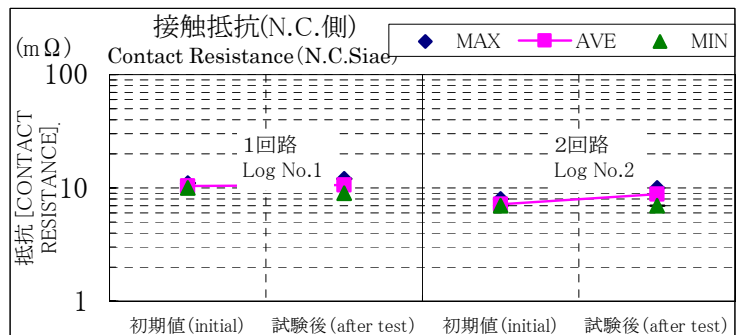 接触抵抗(N.C.側)
Contact Resistance(N.C.Siae)
MAX AVE MIN
(mΩ)
100
10
1
抵抗 [CONTACT RESISTANCE].
1回路
Log No.1
2回路
Log No.2
初期値(initial) 試験後(after test) 初期値(initial) 試験後(after test)